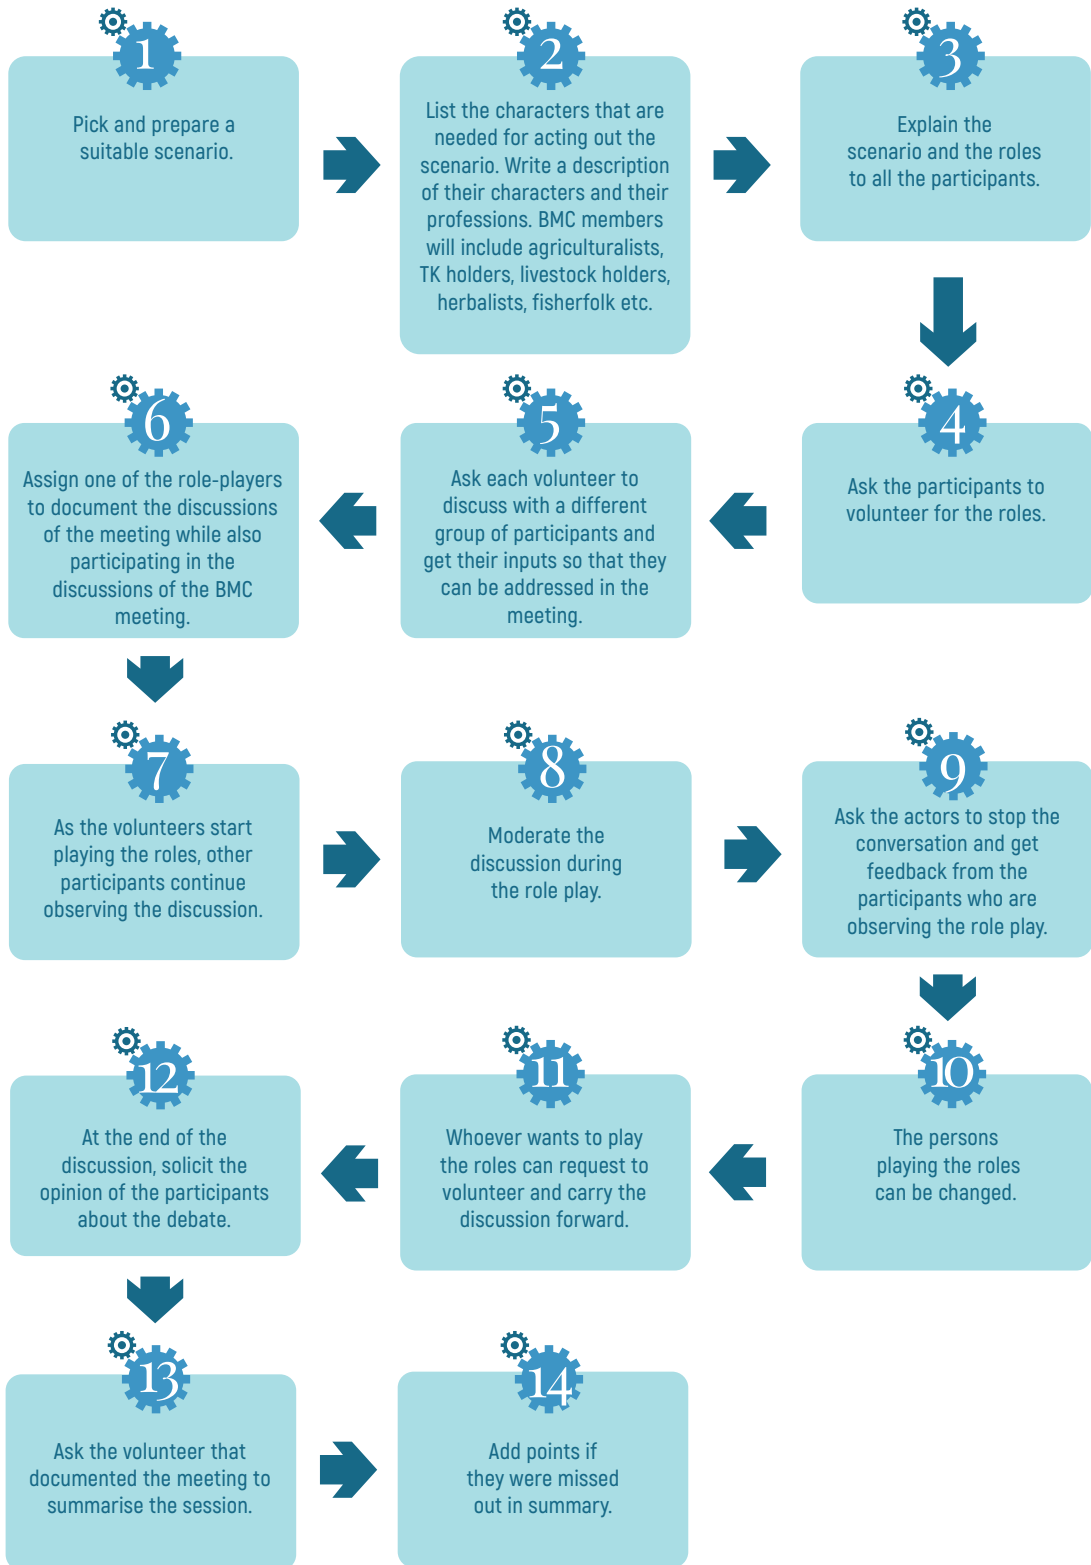 1
Pick and prepare a
suitable scenario.
2
List the characters that are
needed for acting out the
scenario. Write a description
of their characters and their
professions. BMC members
will include agriculturalists,
TK holders, livestock holders,
herbalists, fisherfolk etc.
3
Explain the
scenario and the roles
to all the participants.
4
Ask the participants to
volunteer for the roles.
5
Ask each volunteer to
discuss with a different
group of participants and
get their inputs so that they
can be addressed in the
meeting.
6
Assign one of the role-players
to document the discussions
of the meeting while also
participating in the
discussions of the BMC
meeting.
7
As the volunteers start
playing the roles, other
participants continue
observing the discussion.
8
Moderate the
discussion during
the role play.
9
Ask the actors to stop the
conversation and get
feedback from the
participants who are
observing the role play.
10
The persons
playing the roles
can be changed.
11
Whoever wants to play
the roles can request to
volunteer and carry the
discussion forward.
12
At the end of the
discussion, solicit the
opinion of the participants
about the debate.
13
Ask the volunteer that
documented the meeting to
summarise the session.
14
Add points if
they were missed
out in summary.